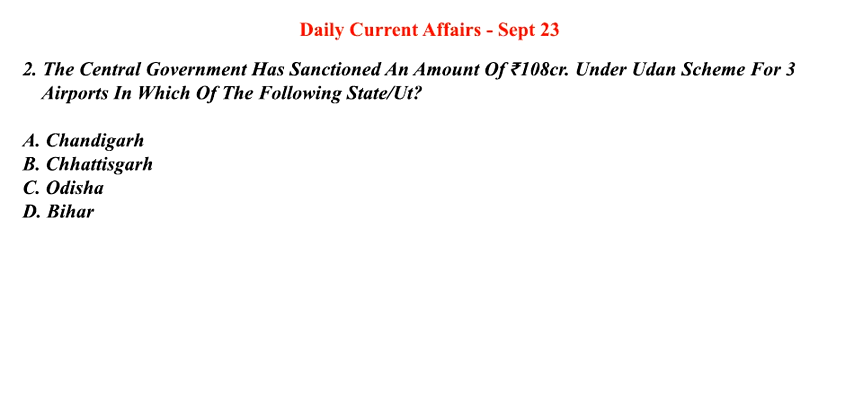 Daily Current Affairs - Sept 23
2. The Central Government Has Sanctioned An Amount Of ₹108cr. Under Udan Scheme For 3
Airports In Which Of The Following State/Ut?
A. Chandigarh
B. Chhattisgarh
C. Odisha
D. Bihar